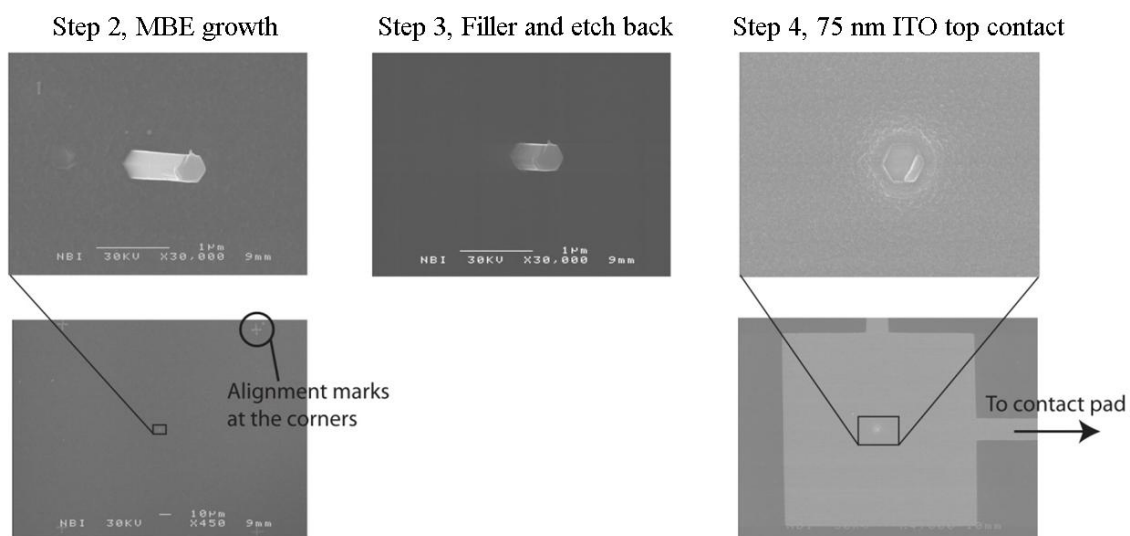 Step 2, MBE growth
Step 3, Filler and etch back
Step 4, 75 nm ITO top contact
1µm
NBI 30KV X30,000 9mm
1µm
NBI 30KV X30,000 9mm
Alignment marks
at the corners
To contact pad
10µm
NBI 30KV X450 9mm